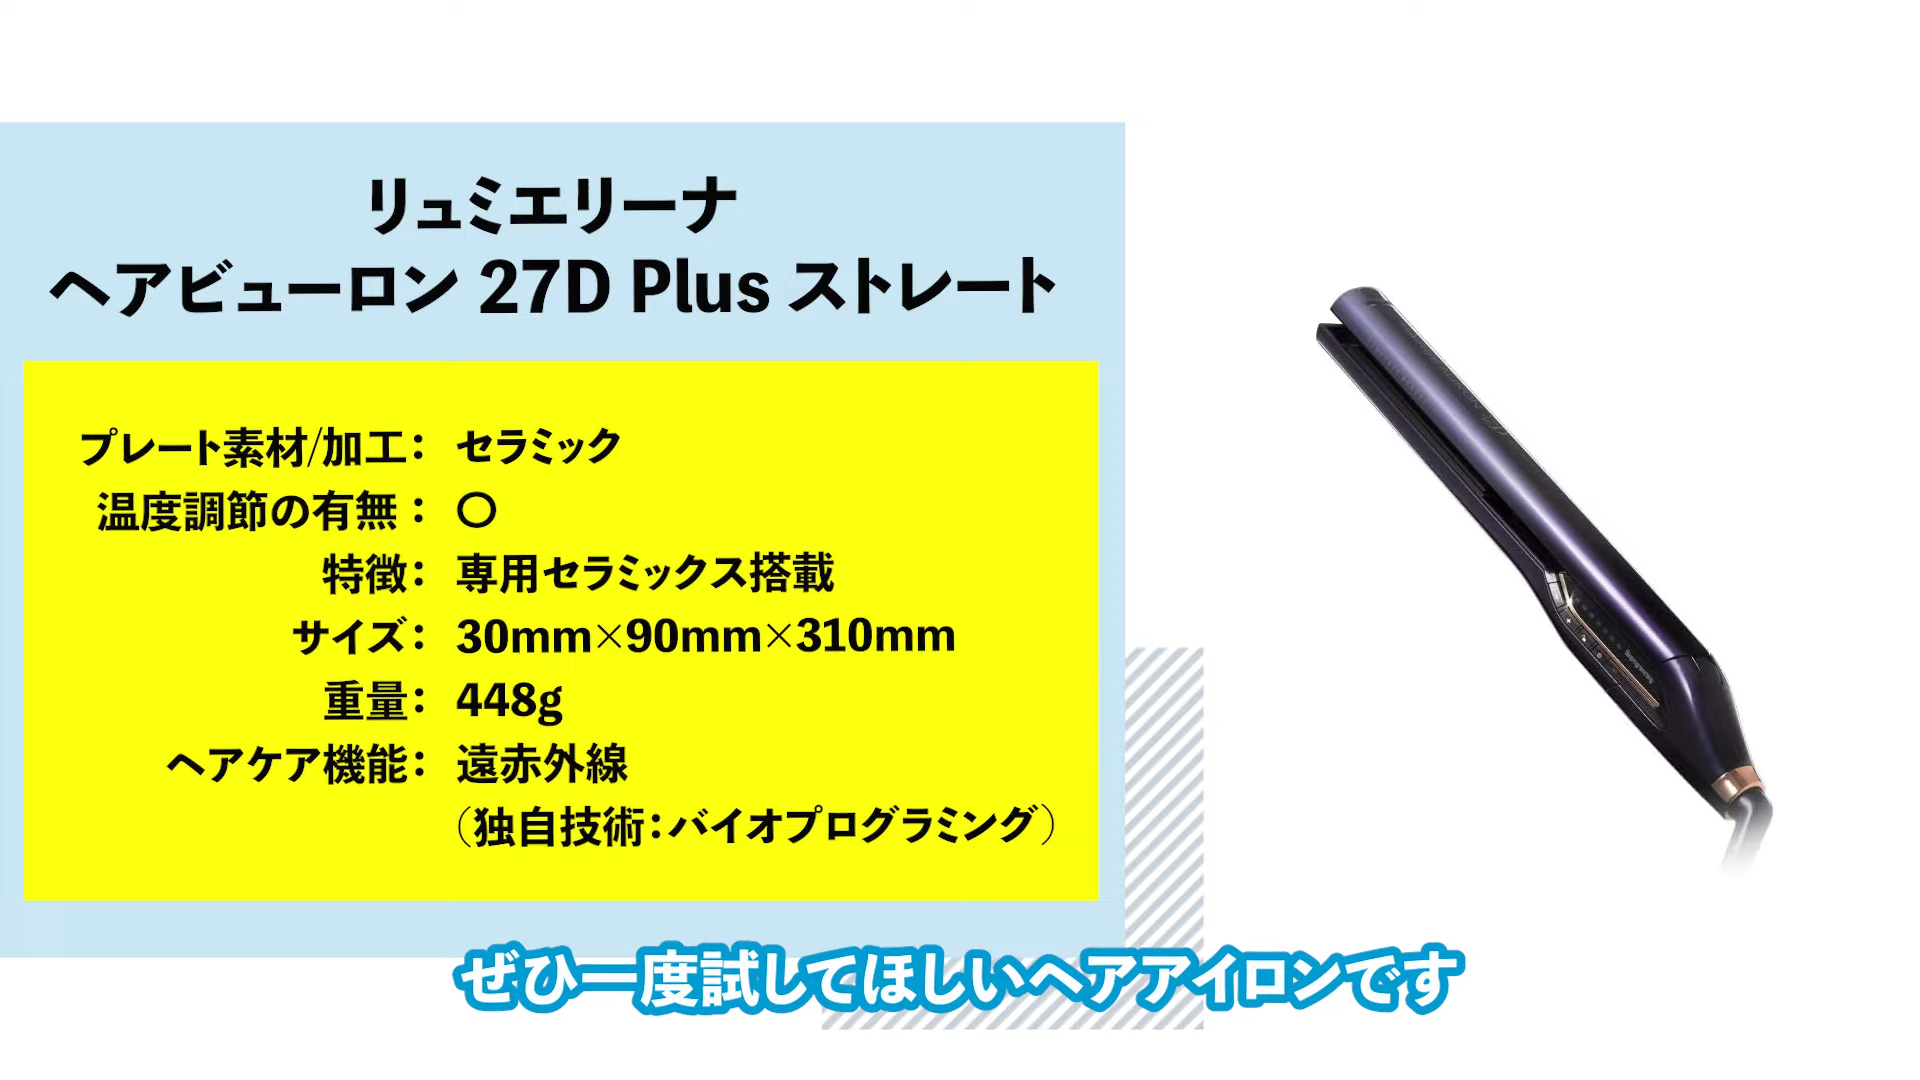 リュミエリーナ
ヘアビューロン 27D Plus ストレート
プレート素材/加工： セラミック
温度調節の有無： 〇
特徴： 専用セラミックス搭載
サイズ： 30mm×90mm×310mm
重量： 448g
ヘアケア機能： 遠赤外線
（独自技術：バイオプログラミング）
ぜひ一度試してほしいヘアアイロンです